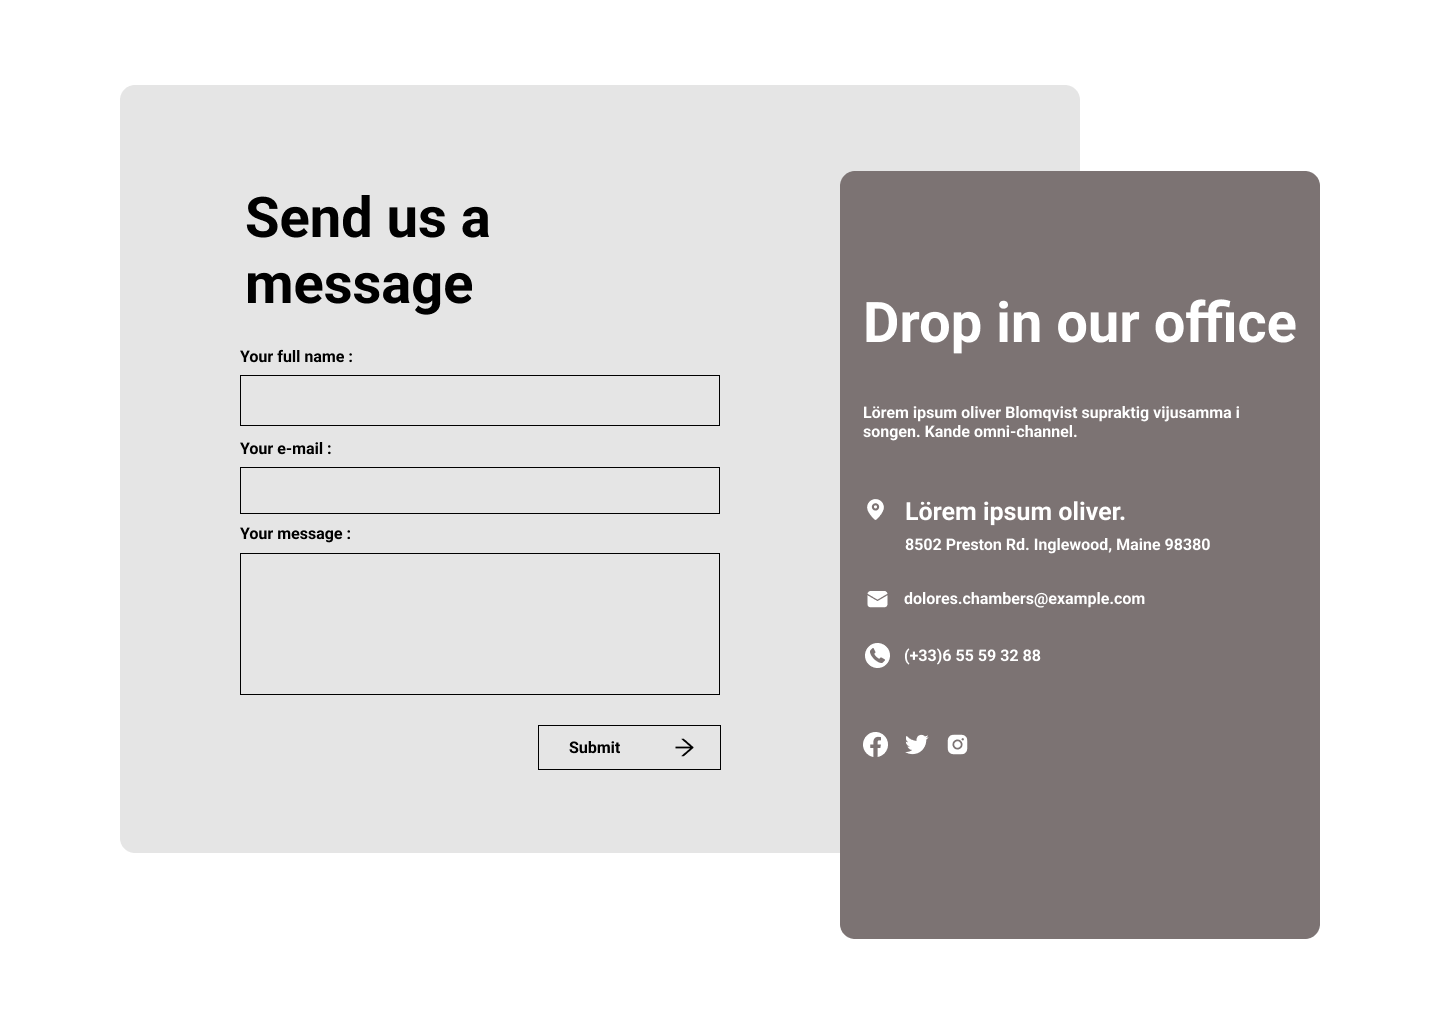 Send us a
message
Your full name :
Your e-mail :
Your message :
Submit
Drop in our office
Lörem ipsum oliver Blomqvist supraktig vijusamma i
songen. Kande omni-channel.
Lörem ipsum oliver.
8502 Preston Rd. Inglewood, Maine 98380
dolores.chambers@example.com
(+33)6 55 59 32 88